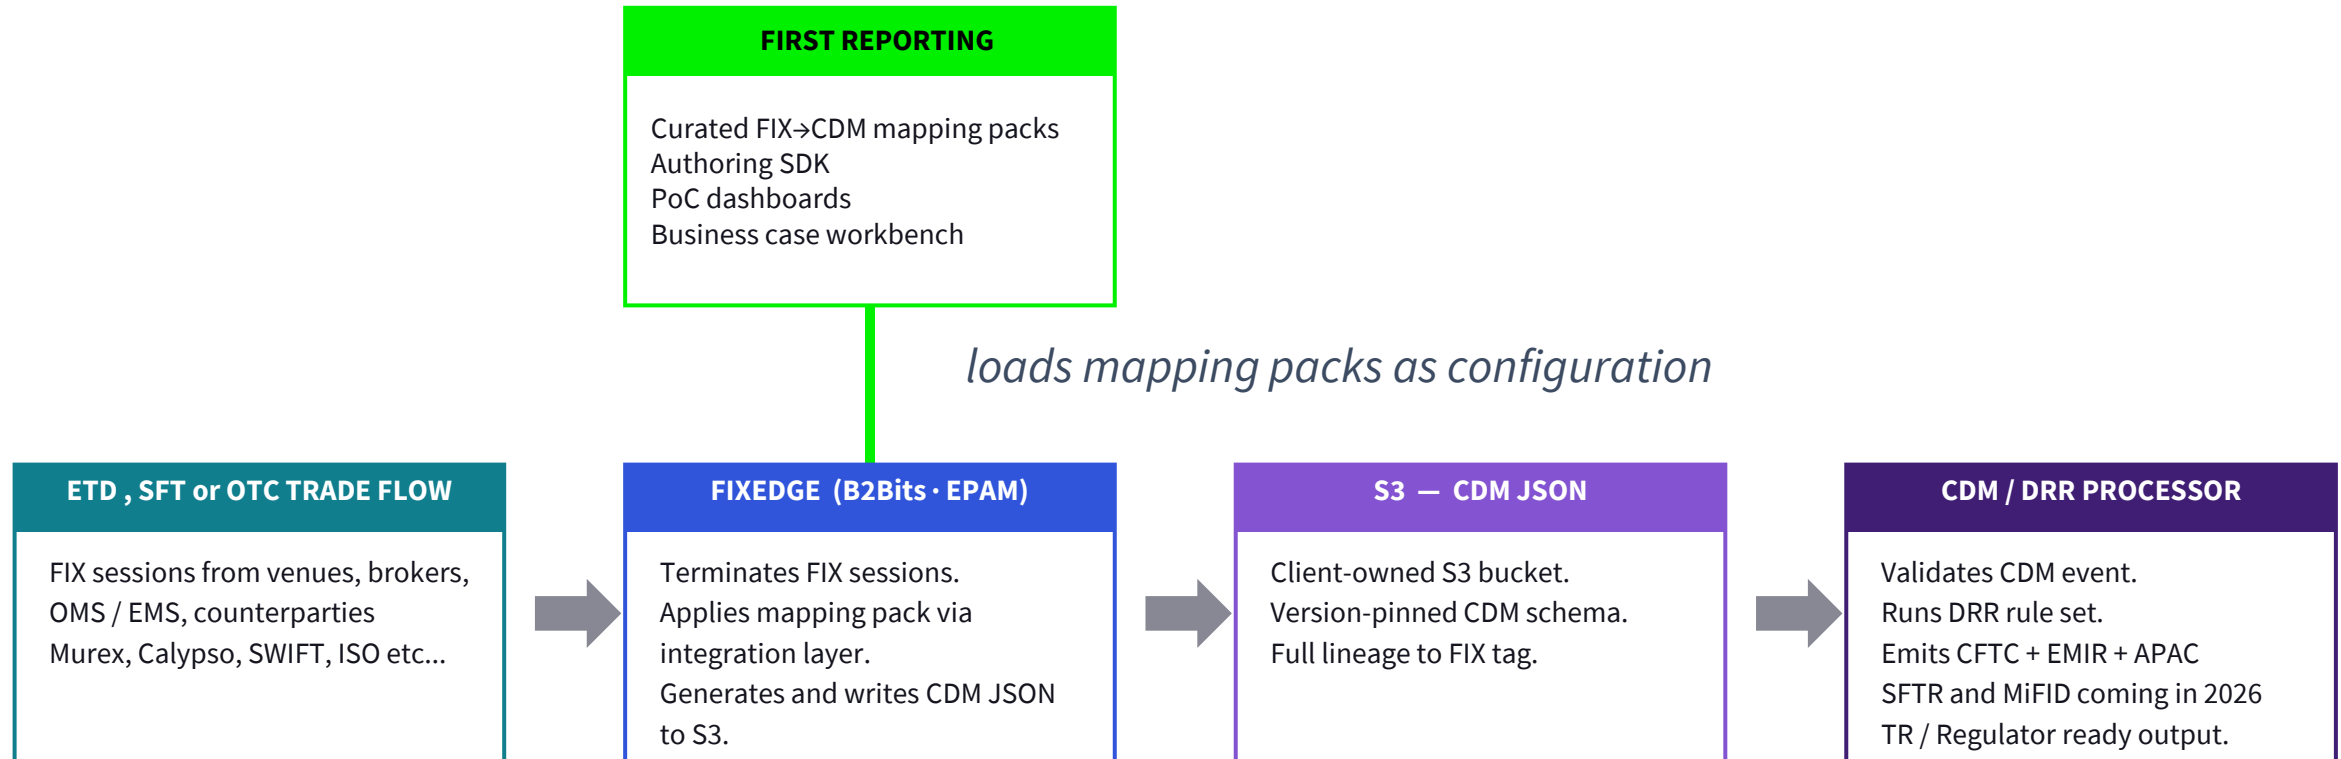 FIRST REPORTING
Curated FIX→CDM mapping packs
Authoring SDK
PoC dashboards
Business case workbench
loads mapping packs as configuration
ETD , SFT or OTC TRADE FLOW
FIX sessions from venues, brokers,
OMS / EMS, counterparties
Murex, Calypso, SWIFT, ISO etc...
FIXEDGE (B2Bits · EPAM)
Terminates FIX sessions.
Applies mapping pack via
integration layer.
Generates and writes CDM JSON
to S3.
S3 — CDM JSON
Client-owned S3 bucket.
Version-pinned CDM schema.
Full lineage to FIX tag.
CDM / DRR PROCESSOR
Validates CDM event.
Runs DRR rule set.
Emits CFTC + EMIR + APAC
SFTR and MiFID coming in 2026
TR / Regulator ready output.